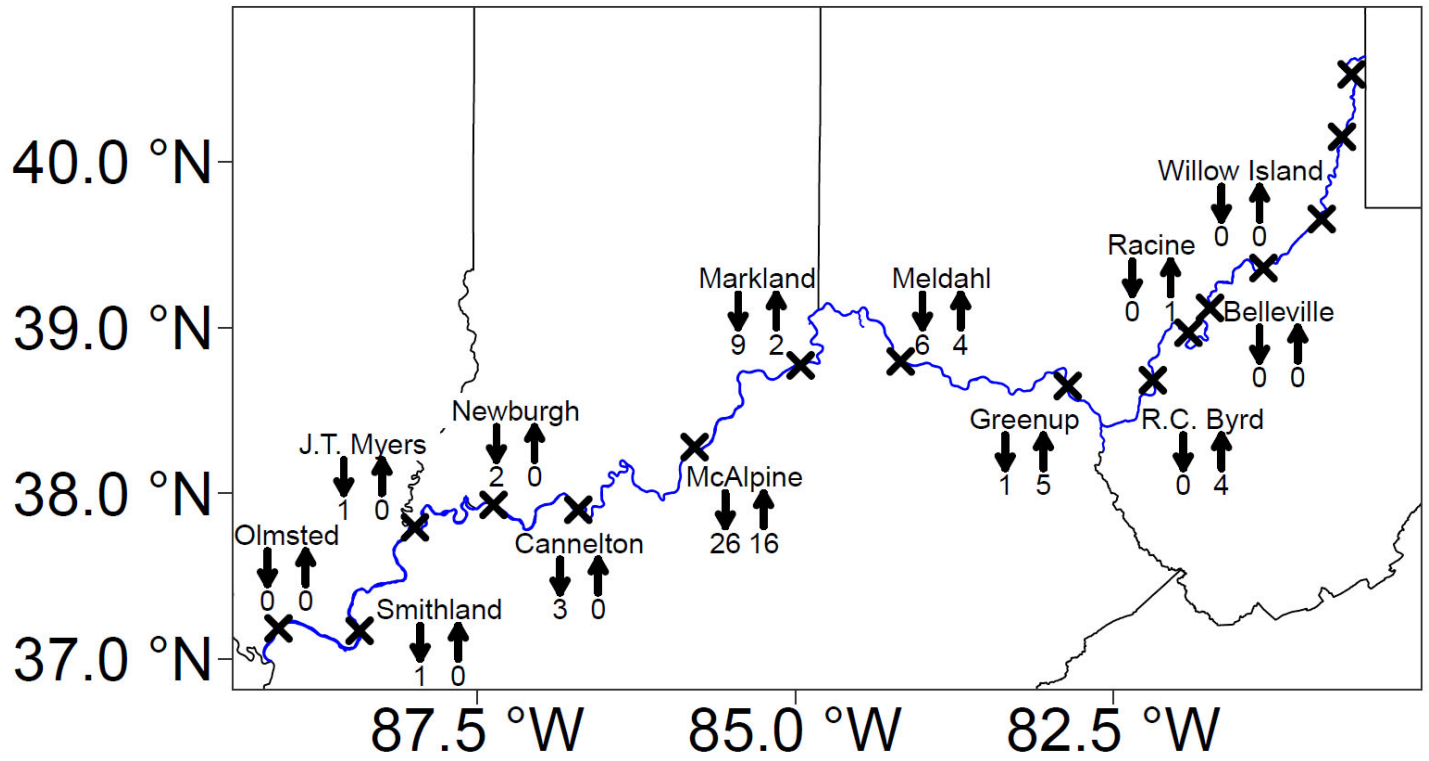 40.0 °N
39.0 °N
38.0 °N
37.0 °N
87.5 °W
85.0 °W
82.5 °W
Willow Island
0 0
Racine
0 1
Belleville
0 0
Markland
9 2
Meldahl
6 4
Greenup
1 5
R.C. Byrd
0 4
Newburgh
2 0
J.T. Myers
1 0
McAlpine
26 16
Olmsted
0 0
Cannelton
3 0
Smithland
1 0